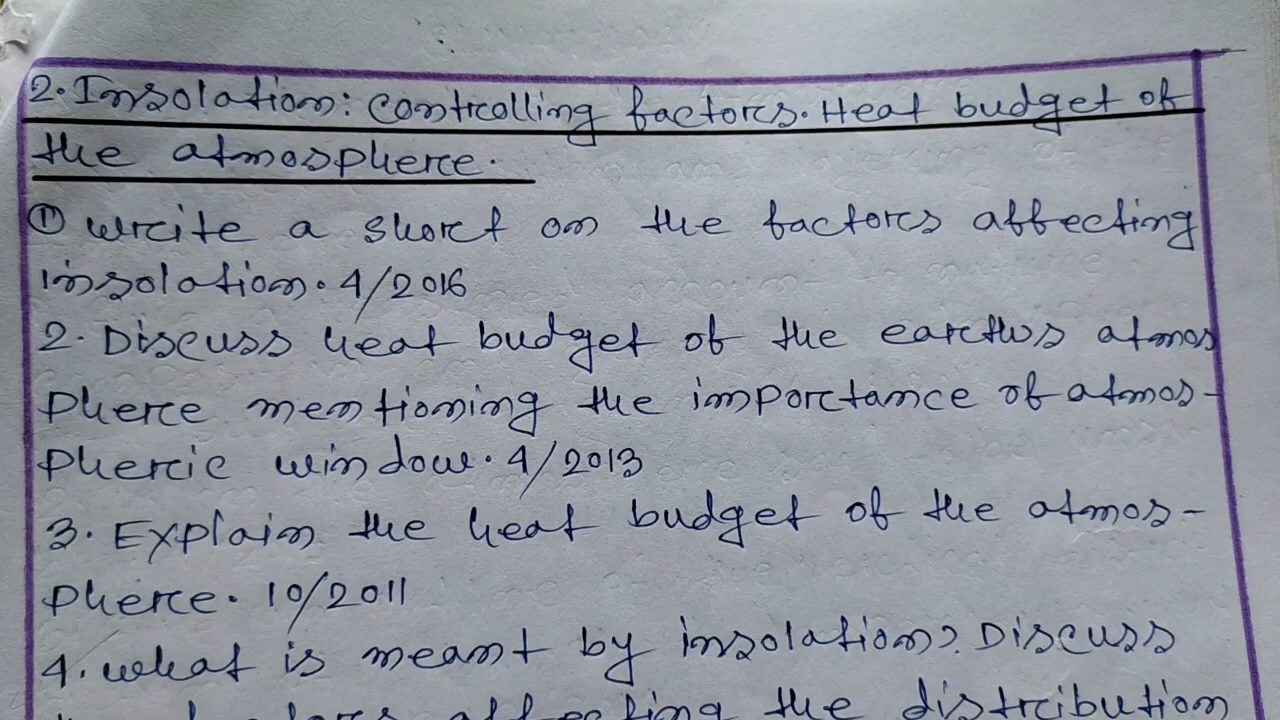 2. Insolation: Controlling factors. Heat budget of
the atmosphere.
① Write a short on the factors affecting
insolation. 4/2016
2. Discuss heat budget of the earths atmos
phere mentioning the importance of atmos-
pheric window. 4/2013
3. Explain the heat budget of the atmos-
phere. 10/2011
4. What is meant by insolation? Discuss
affecting the distribution